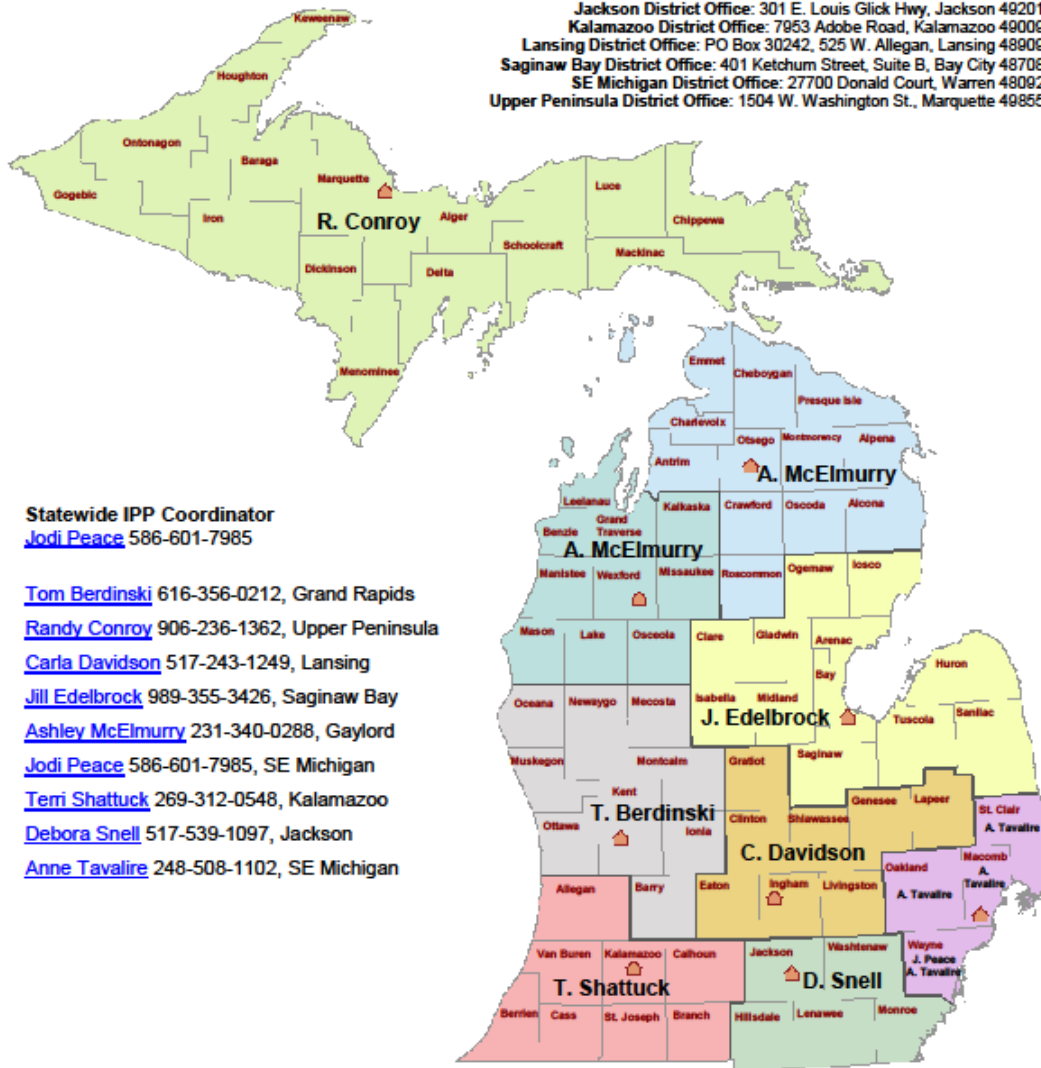 Jackson District Office: 301 E. Louis Glick Hwy, Jackson 49201
Kalamazoo District Office: 7953 Adobe Road, Kalamazoo 49009
Lansing District Office: PO Box 30242, 525 W. Allegan, Lansing 48909
Saginaw Bay District Office: 401 Ketchum Street, Suite B, Bay City 48708
SE Michigan District Office: 27700 Donald Court, Warren 48092
Upper Peninsula District Office: 1504 W. Washington St., Marquette 49855
Keweenaw
Houghton
Ontonagon
Baraga
Gogebic
Marquette
Iron
R. Conroy
Alger
Luce
Chippewa
Schoolcraft
Mackinac
Dickinson
Delta
Menominee
Emmet
Cheboygan
Presque Isle
Charlevoix
Otsego
Montmorency
Alpena
Antrim
A. McElmurry
Crawford
Oscoda
Alcona
Roscommon
Leelanau
Kalkaska
Benzie
Grand
Traverse
A. McElmurry
Manistee
Wexford
Missaukee
Mason
Lake
Osceola
Statewide IPP Coordinator
Jodi Peace 586-601-7985
Tom Berdinski 616-356-0212, Grand Rapids
Randy Conroy 906-236-1362, Upper Peninsula
Carla Davidson 517-243-1249, Lansing
Jill Edelbrock 989-355-3426, Saginaw Bay
Ashley McElmurry 231-340-0288, Gaylord
Jodi Peace 586-601-7985, SE Michigan
Terri Shattuck 269-312-0548, Kalamazoo
Debora Snell 517-539-1097, Jackson
Anne Tavalire 248-508-1102, SE Michigan
Ogemaw
Iosco
Clare
Gladwin
Arenac
Bay
Huron
Isabella
Midland
J. Edelbrock
Tuscola
Sanilac
Saginaw
Oceana
Newaygo
Mecosta
Muskegon
Montcalm
Kent
T. Berdinski
Ottawa
Ionia
Barry
Gratiot
Clinton
Shiawassee
Genesee
Lapeer
C. Davidson
Eaton
Ingham
Livingston
St. Clair
A. Tavalire
Oakland
A. Tavalire
Macomb
A.
Tavalire
Wayne
J. Peace
A. Tavalire
Allegan
Van Buren
Kalamazoo
Calhoun
T. Shattuck
Berrien
Cass
St. Joseph
Branch
Jackson
Washtenaw
D. Snell
Hillsdale
Lenawee
Monroe